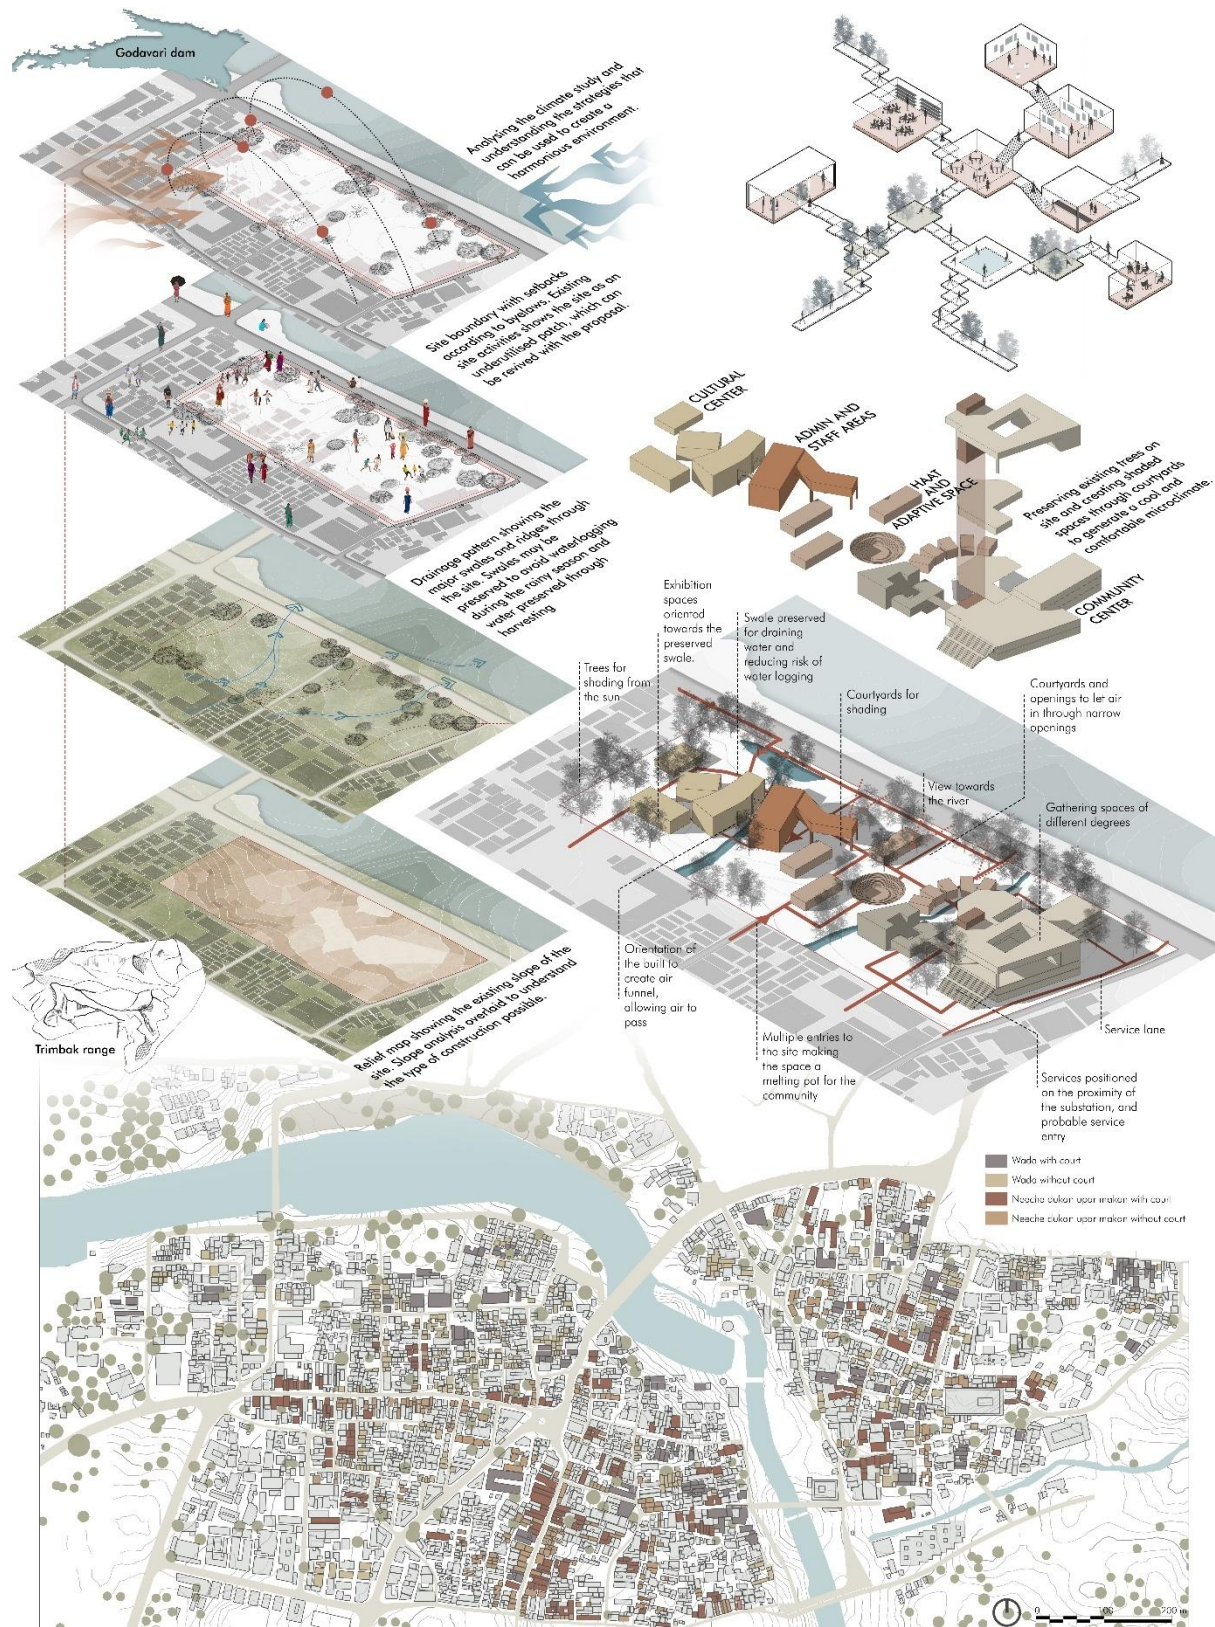 Godavari dam
Analysing the climate study and
understanding the strategies that
can be used to create a
harmonious environment.
Site boundary with setbacks
according to byelaws. Existing
site activities shows the site as an
underutilised patch, which can
be revived with the proposal.
Drainage pattern showing the
major swales and ridges through
the site. Swales may be
preserved to avoid waterlogging
during the rainy season and
water preserved through
harvesting
Relief map showing the existing slope of the
site. Slope analysis overlaid to understand
the type of construction possible.
Trimbak range
CULTURAL
CENTER
ADMIN AND
STAFF AREAS
HAAT
AND
ADAPTIVE SPACE
COMMUNITY
CENTER
Preserving existing trees on
site and creating shaded
spaces through courtyards
to generate a cool and
comfortable microclimate.
Trees for
shading from
the sun
Exhibition
spaces
oriented
towards the
preserved
swale.
Swale preserved
for draining
water and
reducing risk of
water logging
Courtyards for
shading
Courtyards and
openings to let air
in through narrow
openings
View towards
the river
Gathering spaces of
different degrees
Orientation of
the built to
create air
funnel,
allowing air to
pass
Multiple entries to
the site making
the space a
melting pot for the
community
Service lane
Services positioned
on the proximity of
the substation, and
probable service
entry
Wada with court
Wada without court
Neeche dukan upar makan with court
Neeche dukan upar makan without court
0 100 200 m